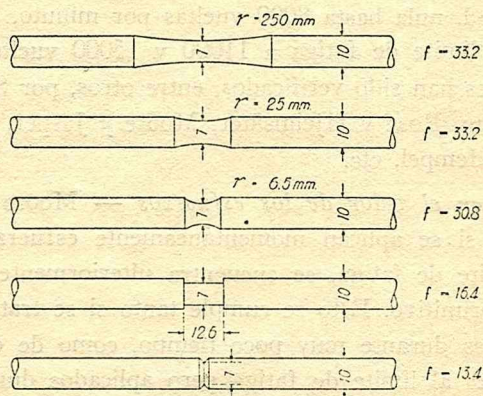 r = 250 mm
7
10
f = 33.2
r = 25 mm.
7
10
f = 33.2
r = 6.5 mm.
7
10
f = 30.8
7
10
f = 16.4
12.6
7
10
f = 13.4